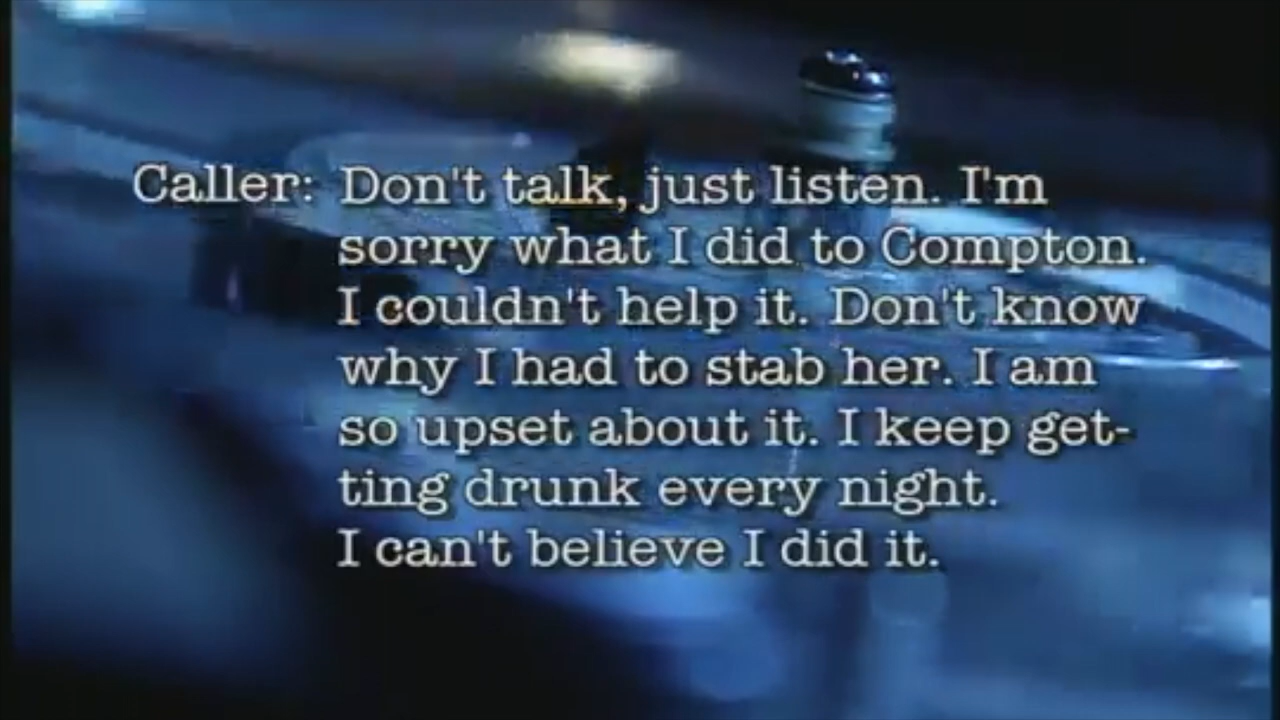 Caller: Don't talk, just listen. I'm
sorry what I did to Compton.
I couldn't help it. Don't know
why I had to stab her. I am
so upset about it. I keep get-
ting drunk every night.
I can't believe I did it.